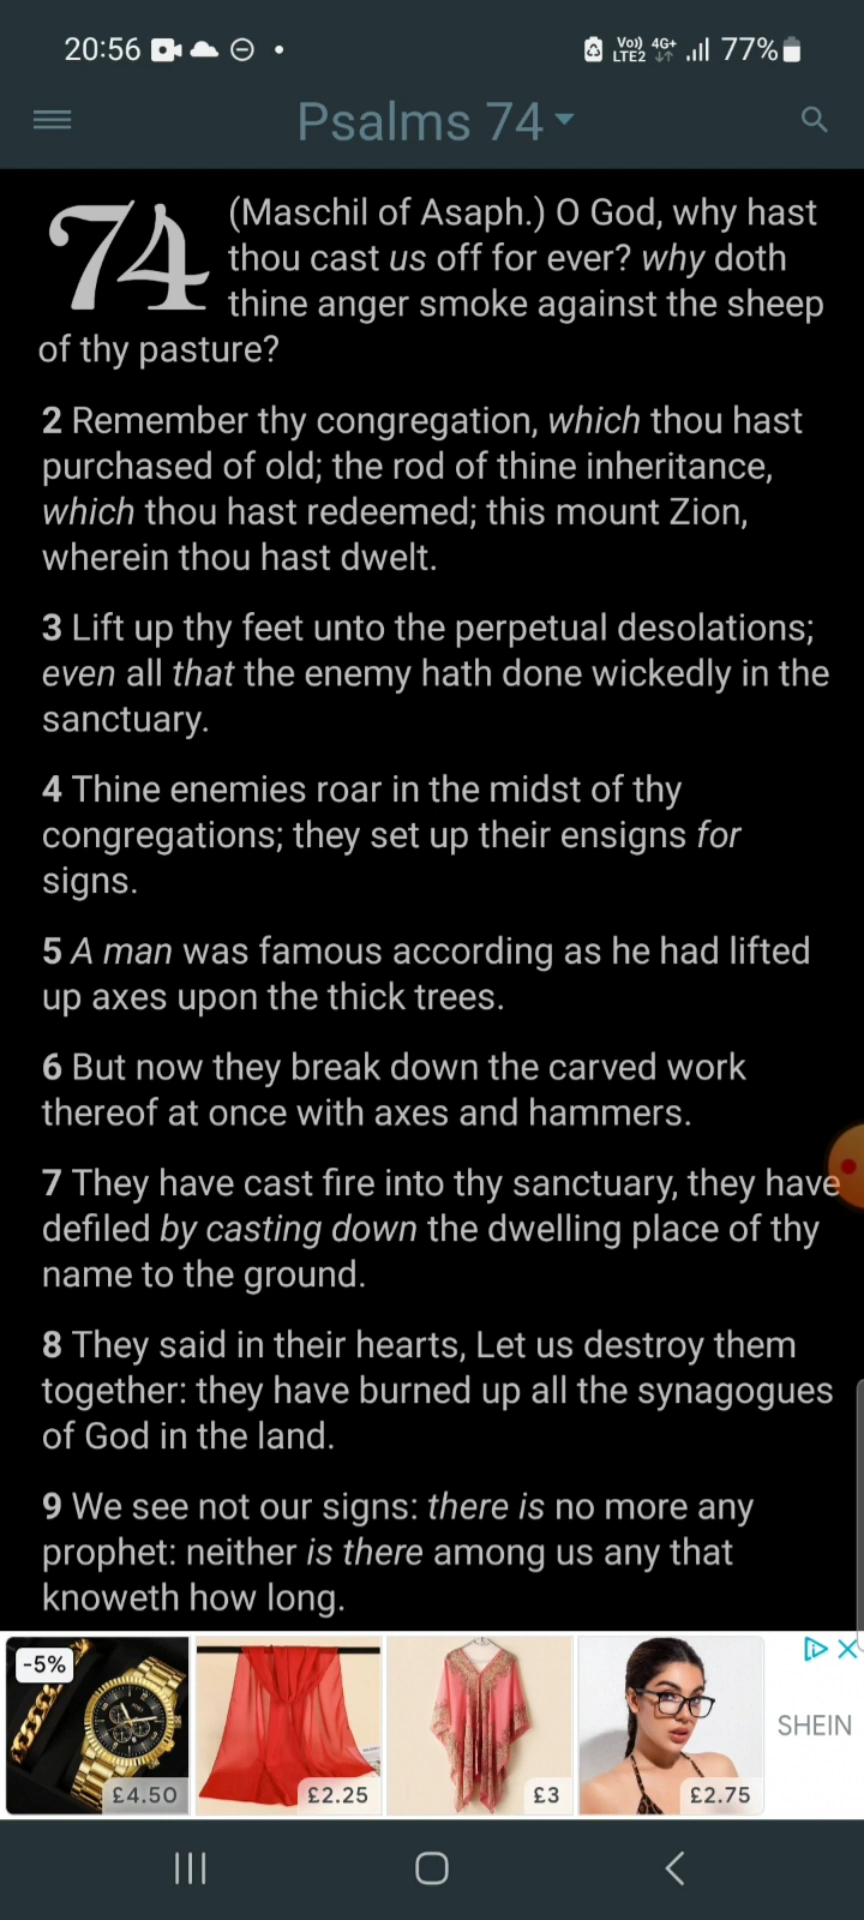 20:56
Vo)) 4G+
LTE2
77%
Psalms 74
74
(Maschil of Asaph.) O God, why hast
thou cast us off for ever? why doth
thine anger smoke against the sheep
of thy pasture?
2 Remember thy congregation, which thou hast
purchased of old; the rod of thine inheritance,
which thou hast redeemed; this mount Zion,
wherein thou hast dwelt.
3 Lift up thy feet unto the perpetual desolations;
even all that the enemy hath done wickedly in the
sanctuary.
4 Thine enemies roar in the midst of thy
congregations; they set up their ensigns for
signs.
5 A man was famous according as he had lifted
up axes upon the thick trees.
6 But now they break down the carved work
thereof at once with axes and hammers.
7 They have cast fire into thy sanctuary, they have
defiled by casting down the dwelling place of thy
name to the ground.
8 They said in their hearts, Let us destroy them
together: they have burned up all the synagogues
of God in the land.
9 We see not our signs: there is no more any
prophet: neither is there among us any that
knoweth how long.
-5%
£4.50
£2.25
£3
£2.75
SHEIN